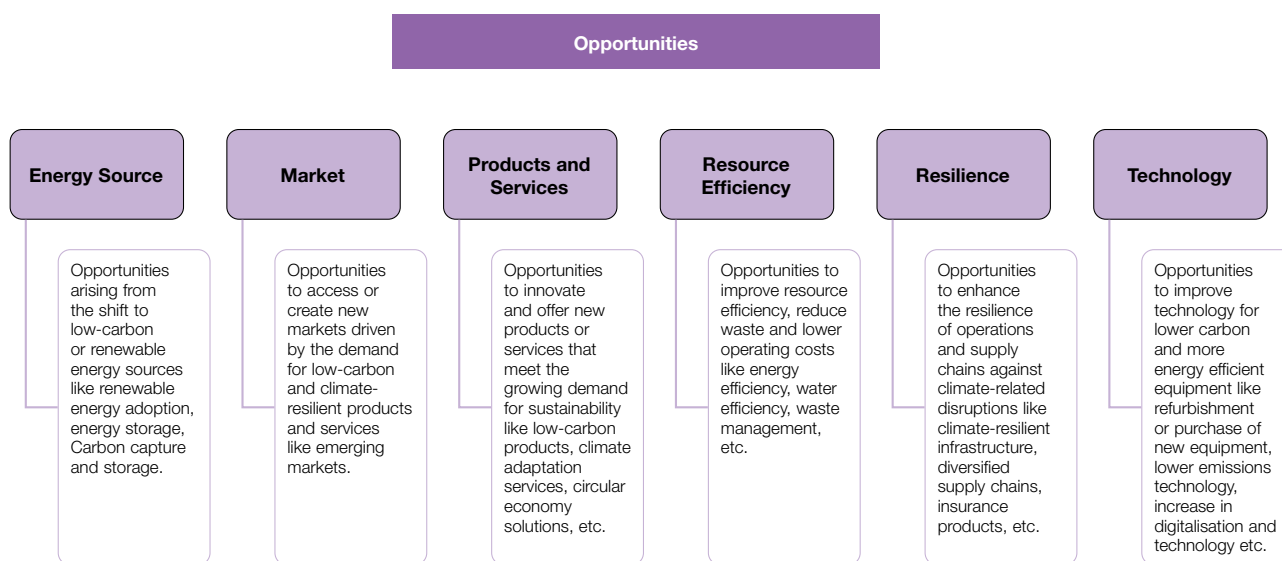 Opportunities
Energy Source
Opportunities
arising from
the shift to
low-carbon
or renewable
energy sources
like renewable
energy adoption,
energy storage,
Carbon capture
and storage.
Market
Opportunities
to access or
create new
markets driven
by the demand
for low-carbon
and climate-
resilient products
and services
like emerging
markets.
Products and
Services
Opportunities
to innovate
and offer new
products or
services that
meet the
growing demand
for sustainability
like low-carbon
products, climate
adaptation
services, circular
economy
solutions, etc.
Resource
Efficiency
Opportunities to
improve resource
efficiency, reduce
waste and lower
operating costs
like energy
efficiency, water
efficiency, waste
management,
etc.
Resilience
Opportunities
to enhance
the resilience
of operations
and supply
chains against
climate-related
disruptions like
climate-resilient
infrastructure,
diversified
supply chains,
insurance
products, etc.
Technology
Opportunities
to improve
technology for
lower carbon
and more
energy efficient
equipment like
refurbishment
or purchase of
new equipment,
lower emissions
technology,
increase in
digitalisation and
technology etc.